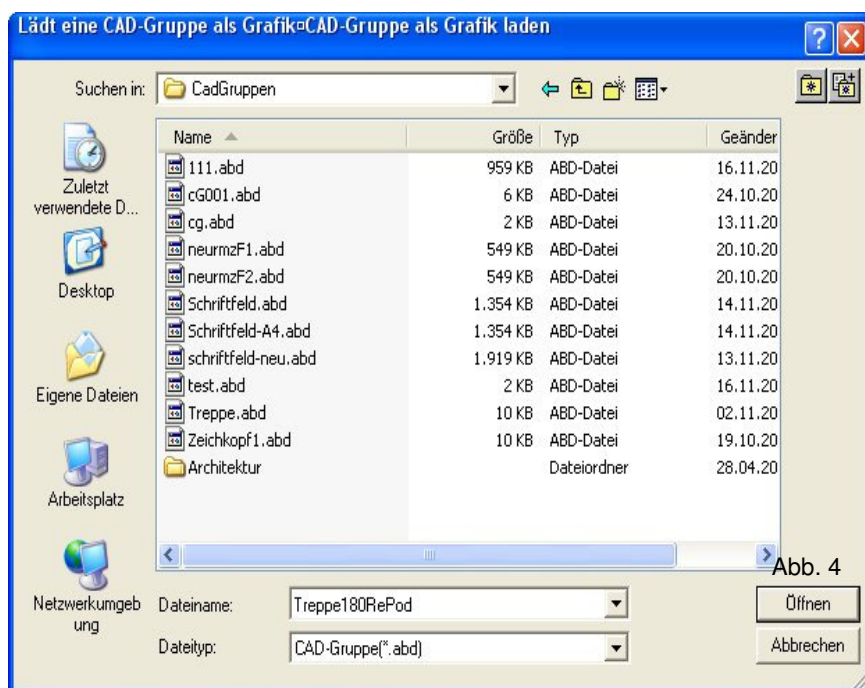 Lädt eine CAD-Gruppe als Grafik¤CAD-Gruppe als Grafik laden
Suchen in: CadGruppen
Name Größe Typ Geänder
111.abd 959 KB ABD-Datei 16.11.20
cG001.abd 6 KB ABD-Datei 24.10.20
cg.abd 2 KB ABD-Datei 13.11.20
neurmzF1.abd 549 KB ABD-Datei 20.10.20
neurmzF2.abd 549 KB ABD-Datei 20.10.20
Schriftfeld.abd 1.354 KB ABD-Datei 14.11.20
Schriftfeld-A4.abd 1.354 KB ABD-Datei 14.11.20
schriftfeld-neu.abd 1.919 KB ABD-Datei 13.11.20
test.abd 2 KB ABD-Datei 16.11.20
Treppe.abd 10 KB ABD-Datei 02.11.20
Zeichkopf1.abd 10 KB ABD-Datei 19.10.20
Architektur Dateiordner 28.04.20
Zuletzt
verwendete D...
Desktop
Eigene Dateien
Arbeitsplatz
Netzwerkumgeb
ung
Abb. 4
Dateiname: Treppe180RePod Öffnen
Dateityp: CAD-Gruppe(*.abd) Abbrechen